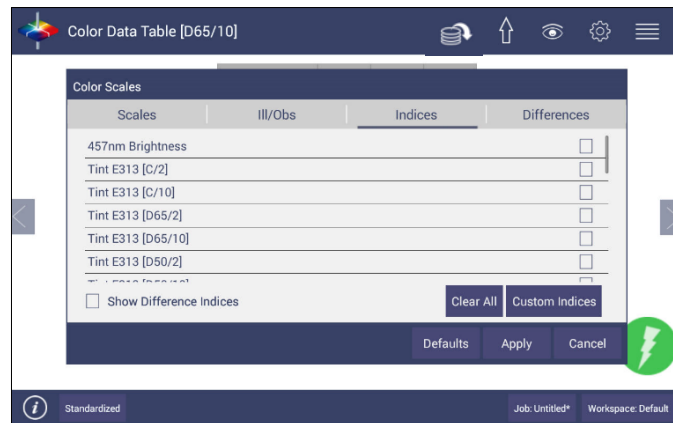 Color Data Table [D65/10]
Color Scales
Scales Ill/Obs Indices Differences
457nm Brightness
Tint E313 [C/2]
Tint E313 [C/10]
Tint E313 [D65/2]
Tint E313 [D65/10]
Tint E313 [D50/2]
Show Difference Indices Clear All Custom Indices
Defaults Apply Cancel
i Standardized Job: Untitled* Workspace: Default